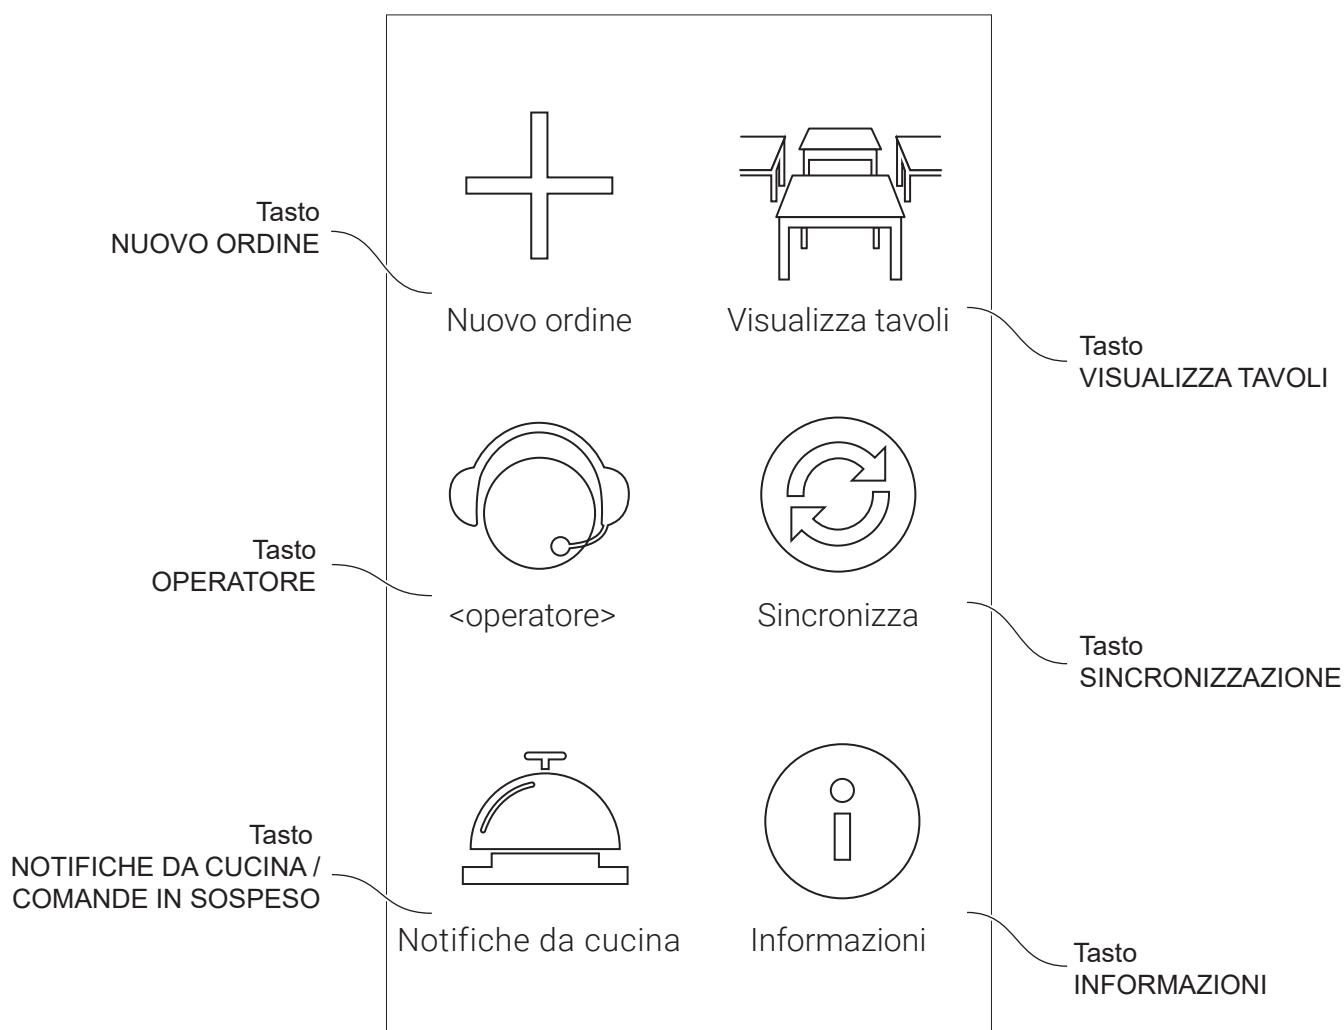 Tasto
NUOVO ORDINE
Nuovo ordine
Visualizza tavoli
Tasto
VISUALIZZA TAVOLI
Tasto
OPERATORE
<operatore>
Sincronizza
Tasto
SINCRONIZZAZIONE
Tasto
NOTIFICHE DA CUCINA /
COMANDE IN SOSPESO
Notifiche da cucina
Informazioni
Tasto
INFORMAZIONI